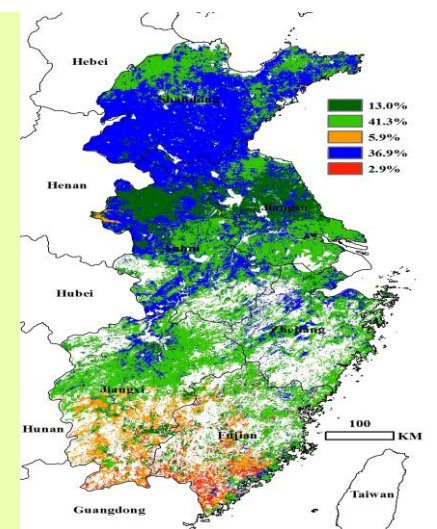 Hebei
Shandong
13.0%
41.3%
5.9%
36.9%
2.9%
Henan
Jiangsu
Anhui
Hubei
Zhejiang
Jiangxi
Hunan
Fujian
100
KM
Guangdong
Taiwan